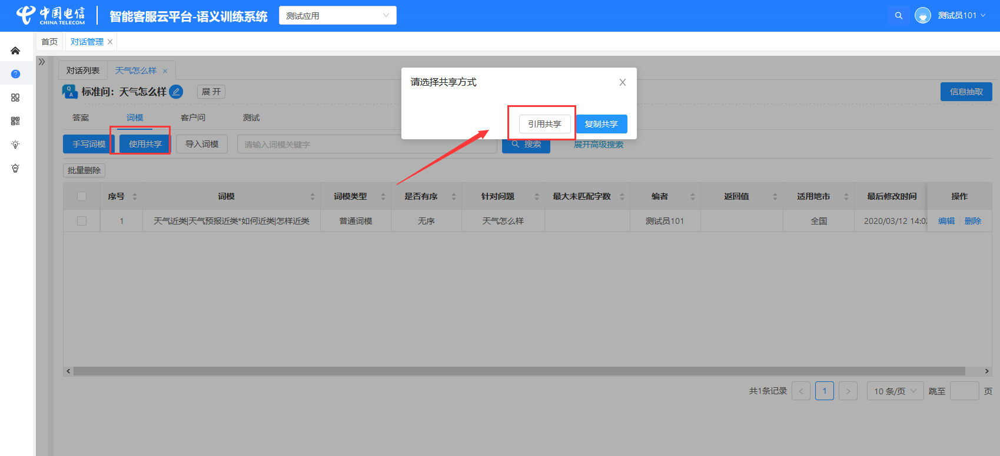 中国电信
CHINA TELECOM
智能客服云平台-语义训练系统
测试应用
测试员101
首页
对话管理
对话列表
天气怎么样
请选择共享方式
引用共享
复制共享
Q
A
标准问：天气怎么样
展 开
信息抽取
答案
词模
客户问
测试
手写词模
使用共享
导入词模
请输入词模关键字
搜索
展开高级搜索
批量删除
序号
词模
词模类型
是否有序
针对问题
最大未匹配字数
编者
返回值
适用地市
最后修改时间
操作
1
天气近类|天气预报近类*如何近类|怎样近类
普通词模
无序
天气怎么样
测试员101
全国
2020/03/12 14:02
编辑
删除
共1条记录
1
10 条/页
跳至
页